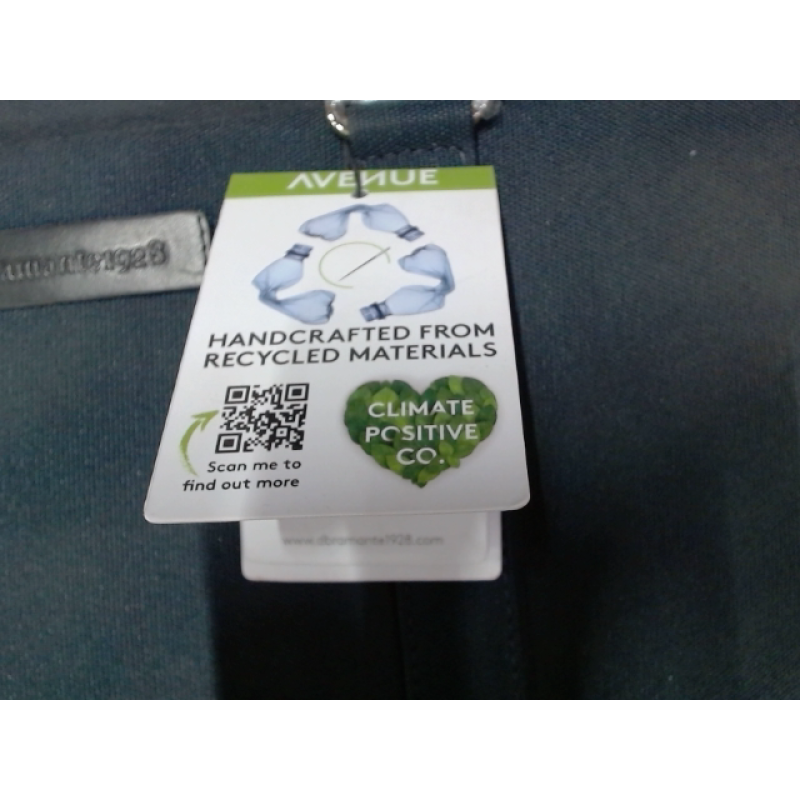 AVENUE
HANDCRAFTED FROM
RECYCLED MATERIALS
CLIMATE
POSITIVE
CO.
Scan me to
find out more
www.dbramante1928.com